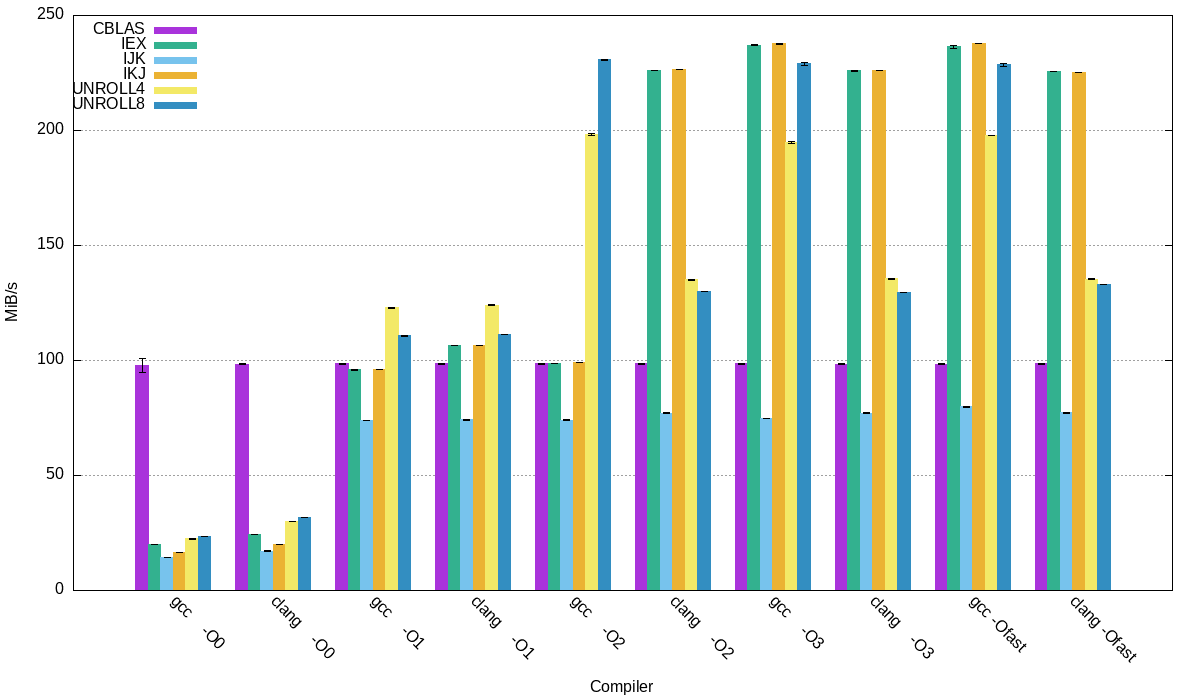 250
200
150
100
50
0
MiB/s
CBLAS
IEX
IJK
IKJ
UNROLL4
UNROLL8
gcc -O0
clang -O0
gcc -O1
clang -O1
gcc -O2
clang -O2
gcc -O3
clang -O3
gcc -Ofast
clang -Ofast
Compiler